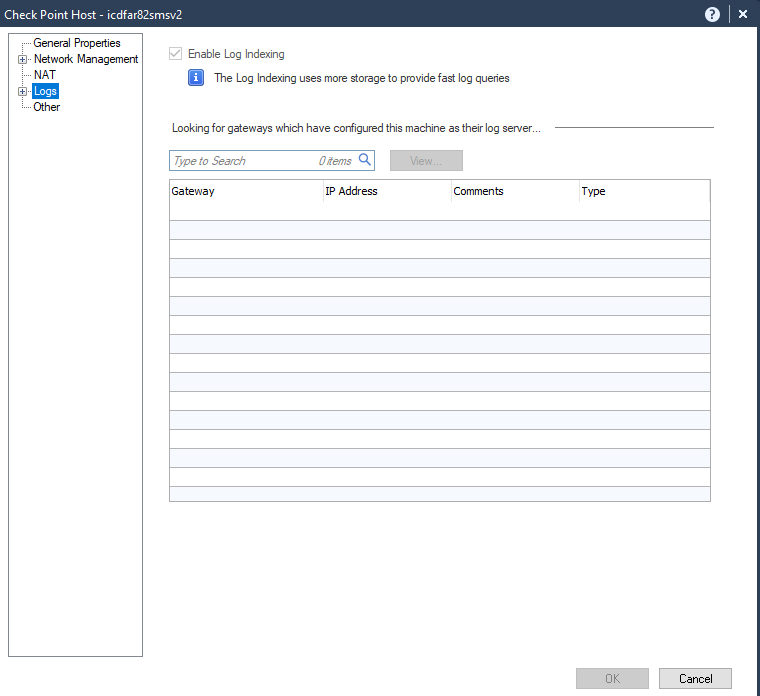 Check Point Host - icdfar82smsv2
General Properties
Network Management
NAT
Logs
Other
Enable Log Indexing
The Log Indexing uses more storage to provide fast log queries
Looking for gateways which have configured this machine as their log server...
Type to Search 0 items View...
Gateway IP Address Comments Type
OK Cancel